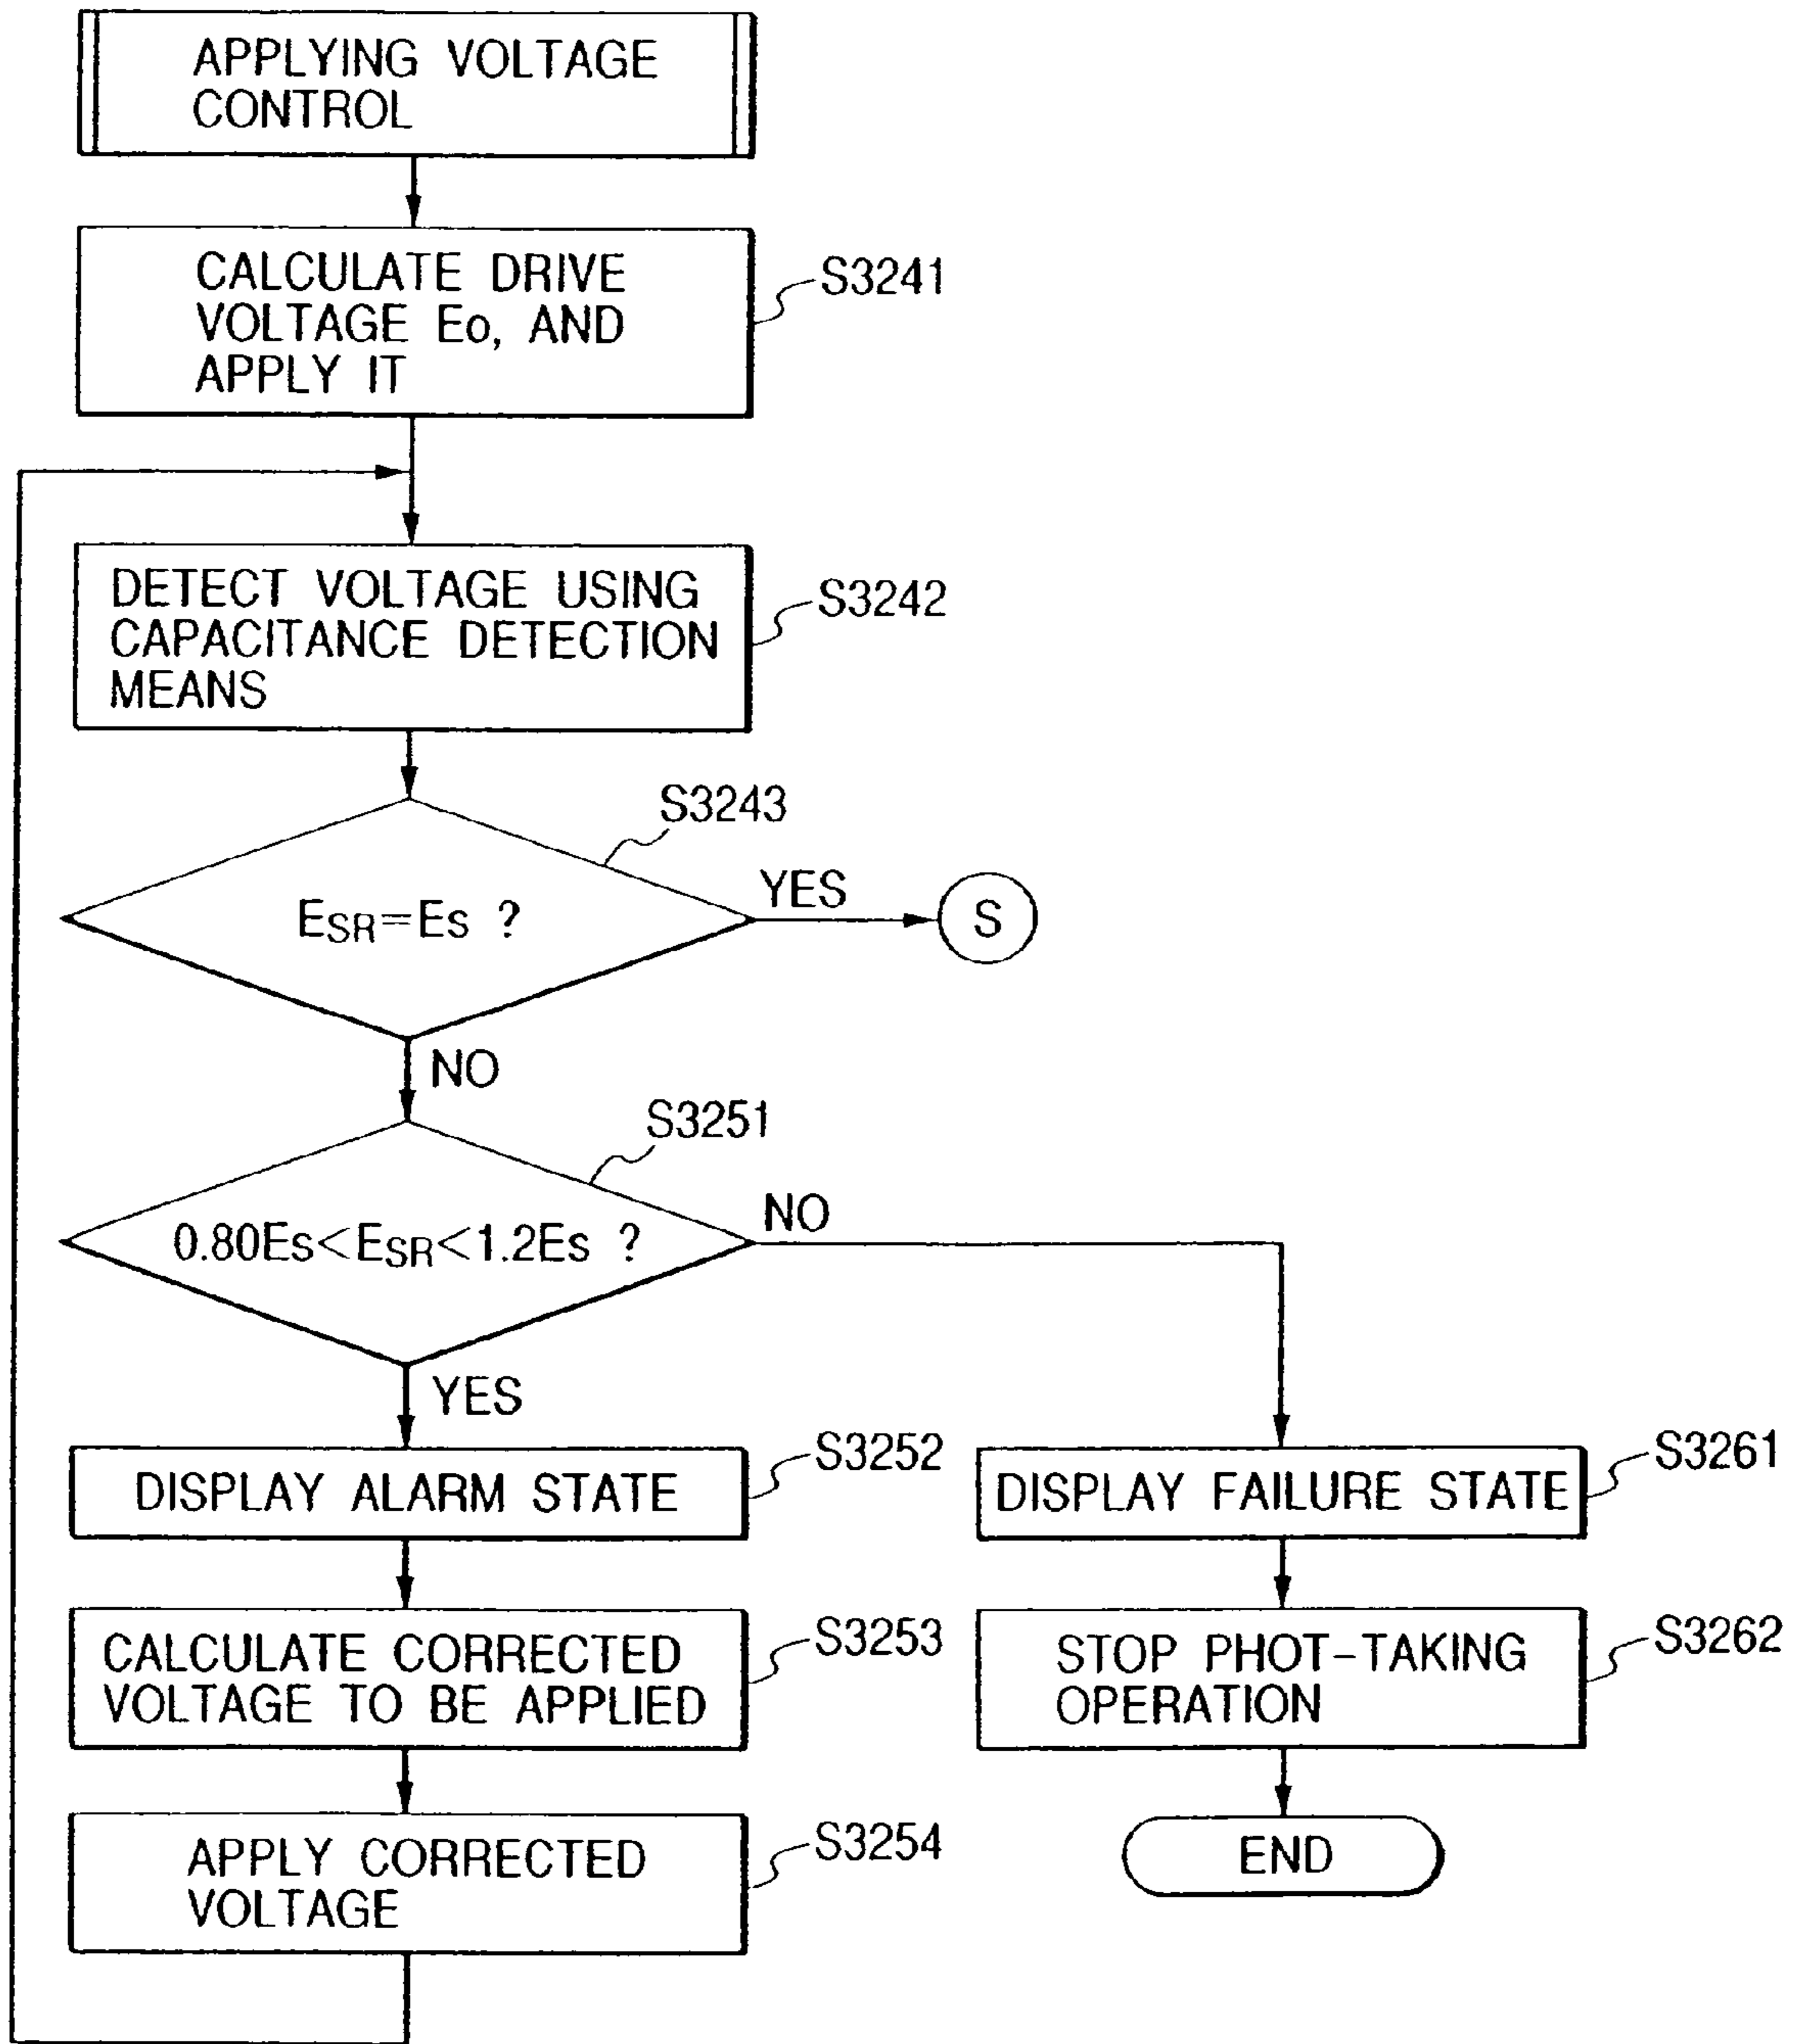 APPLYING VOLTAGE
CONTROL
CALCULATE DRIVE
VOLTAGE Eo, AND
APPLY IT
S3241
DETECT VOLTAGE USING
CAPACITANCE DETECTION
MEANS
S3242
S3243
ESR=Es ?
YES
S
NO
S3251
0.80Es<ESR<1.2Es ?
NO
YES
DISPLAY ALARM STATE
S3252
DISPLAY FAILURE STATE
S3261
CALCULATE CORRECTED
VOLTAGE TO BE APPLIED
S3253
STOP PHOT-TAKING
OPERATION
S3262
APPLY CORRECTED
VOLTAGE
S3254
END